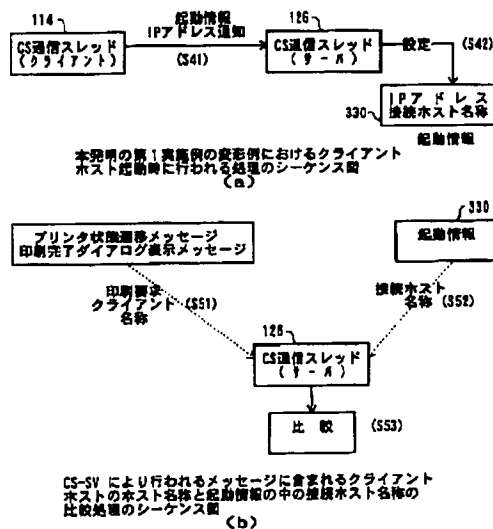 114
CS通信スレッド
(クライアント)
起動情報
IPアドレス通知
(S41)
126
CS通信スレッド
(サーバ)
設定
(S42)
330
IPアドレス
接続ホスト名称
起動情報
本発明の第1実施例の変形例におけるクライアント
ホスト起動時に行われる処理のシーケンス図
(a)
プリンタ状態遷移メッセージ
印刷完了ダイアログ表示メッセージ
330
起動情報
印刷要求
クライアント
名称
(S51)
接続ホスト
名称
(S52)
126
CS通信スレッド
(サーバ)
比較
(S53)
CS-SV により行われるメッセージに含まれるクライアント
ホストのホスト名称と起動情報の中の接続ホスト名称の
比較処理のシーケンス図
(b)